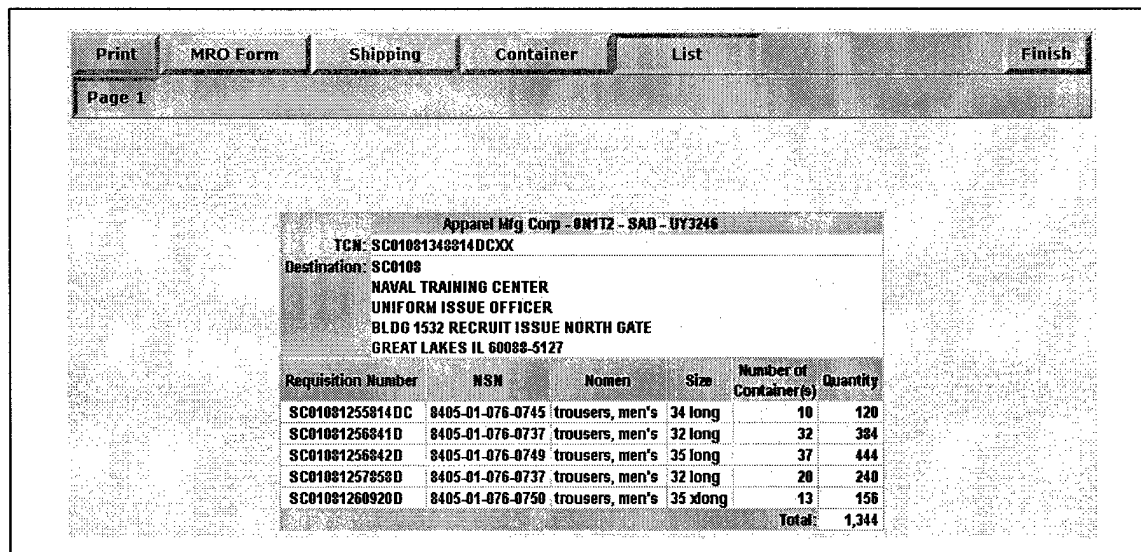 Print MRO Form Shipping Container List Finish
Page 1
Apparel Mfg Corp - 8N1T2 - SAD - UY3246
TCN: SC01081348814DCXX
Destination: SC0108
NAVAL TRAINING CENTER
UNIFORM ISSUE OFFICER
BLDG 1532 RECRUIT ISSUE NORTH GATE
GREAT LAKES IL 60088-5127
Requisition Number NSN Nomen Size Number of Container(s) Quantity
SC01081255814DC 8405-01-076-0745 trousers, men's 34 long 10 120
SC01081256841D 8405-01-076-0737 trousers, men's 32 long 32 384
SC01081256842D 8405-01-076-0749 trousers, men's 35 long 37 444
SC01081257858D 8405-01-076-0737 trousers, men's 32 long 20 240
SC01081260920D 8405-01-076-0750 trousers, men's 35 xlong 13 156
Total: 1,344